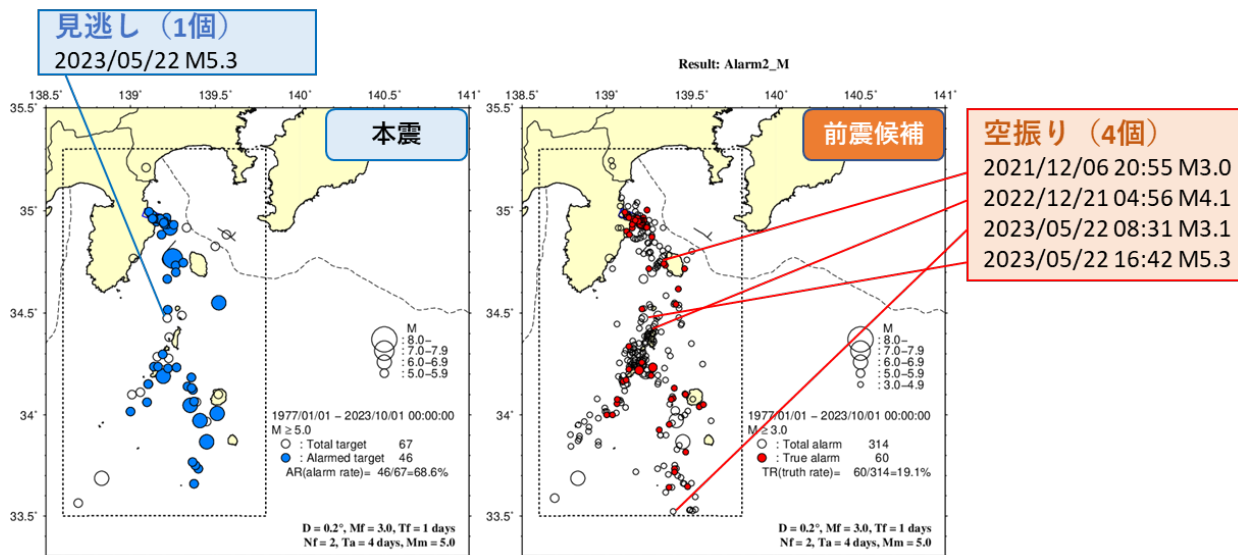 見逃し（1個）
2023/05/22 M5.3
138.5° 139° 139.5° 140° 140.5° 141°
35.5°
35°
34.5°
34°
33.5°
本震
M
: 8.0−
: 7.0−7.9
: 6.0−6.9
: 5.0−5.9
1977/01/01 − 2023/10/01 00:00:00
M ≥ 5.0
: Total target 67
: Alarmed target 46
AR(alarm rate)= 46/67=68.6%
D = 0.2°, Mf = 3.0, Tf = 1 days
Nf = 2, Ta = 4 days, Mm = 5.0
Result: Alarm2_M
138.5° 139° 139.5° 140° 140.5° 141°
35.5°
35°
34.5°
34°
33.5°
前震候補
M
: 8.0−
: 7.0−7.9
: 6.0−6.9
: 5.0−5.9
: 3.0−4.9
1977/01/01 − 2023/10/01 00:00:00
M ≥ 3.0
: Total alarm 314
: True alarm 60
TR(truth rate)= 60/314=19.1%
D = 0.2°, Mf = 3.0, Tf = 1 days
Nf = 2, Ta = 4 days, Mm = 5.0
空振り（4個）
2021/12/06 20:55 M3.0
2022/12/21 04:56 M4.1
2023/05/22 08:31 M3.1
2023/05/22 16:42 M5.3